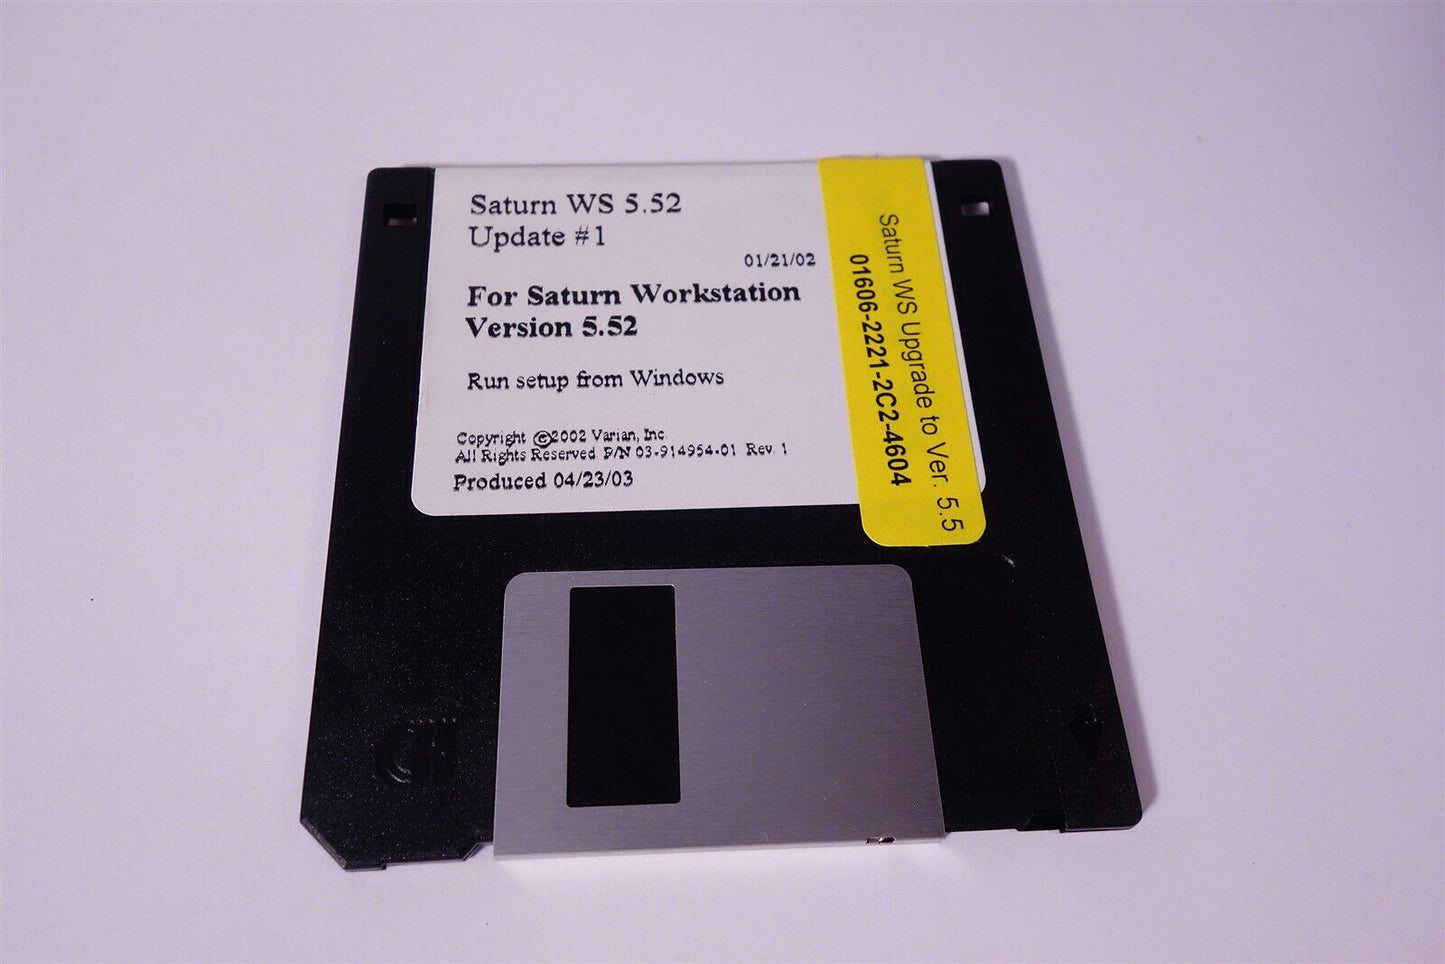 Saturn WS 5.52
Update #1
01/21/02
For Saturn Workstation
Version 5.52
Run setup from Windows
Copyright ©2002 Varian, Inc.
All Rights Reserved. P/N 03-914954-01 Rev. 1
Produced 04/23/03
Saturn WS Upgrade to Ver. 5.5
01606-2221-2C2-4604